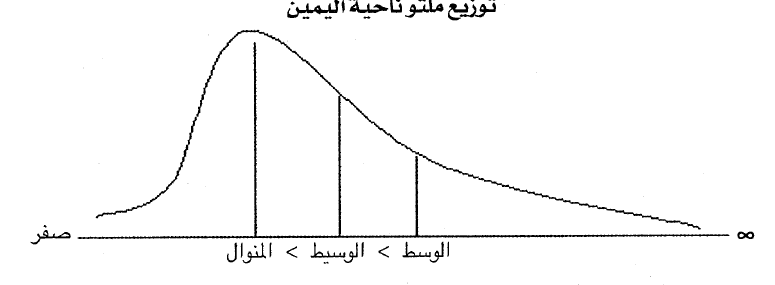 توزيع ملتو ناحية اليمين
صفر
∞
الوسط > الوسيط > المنوال